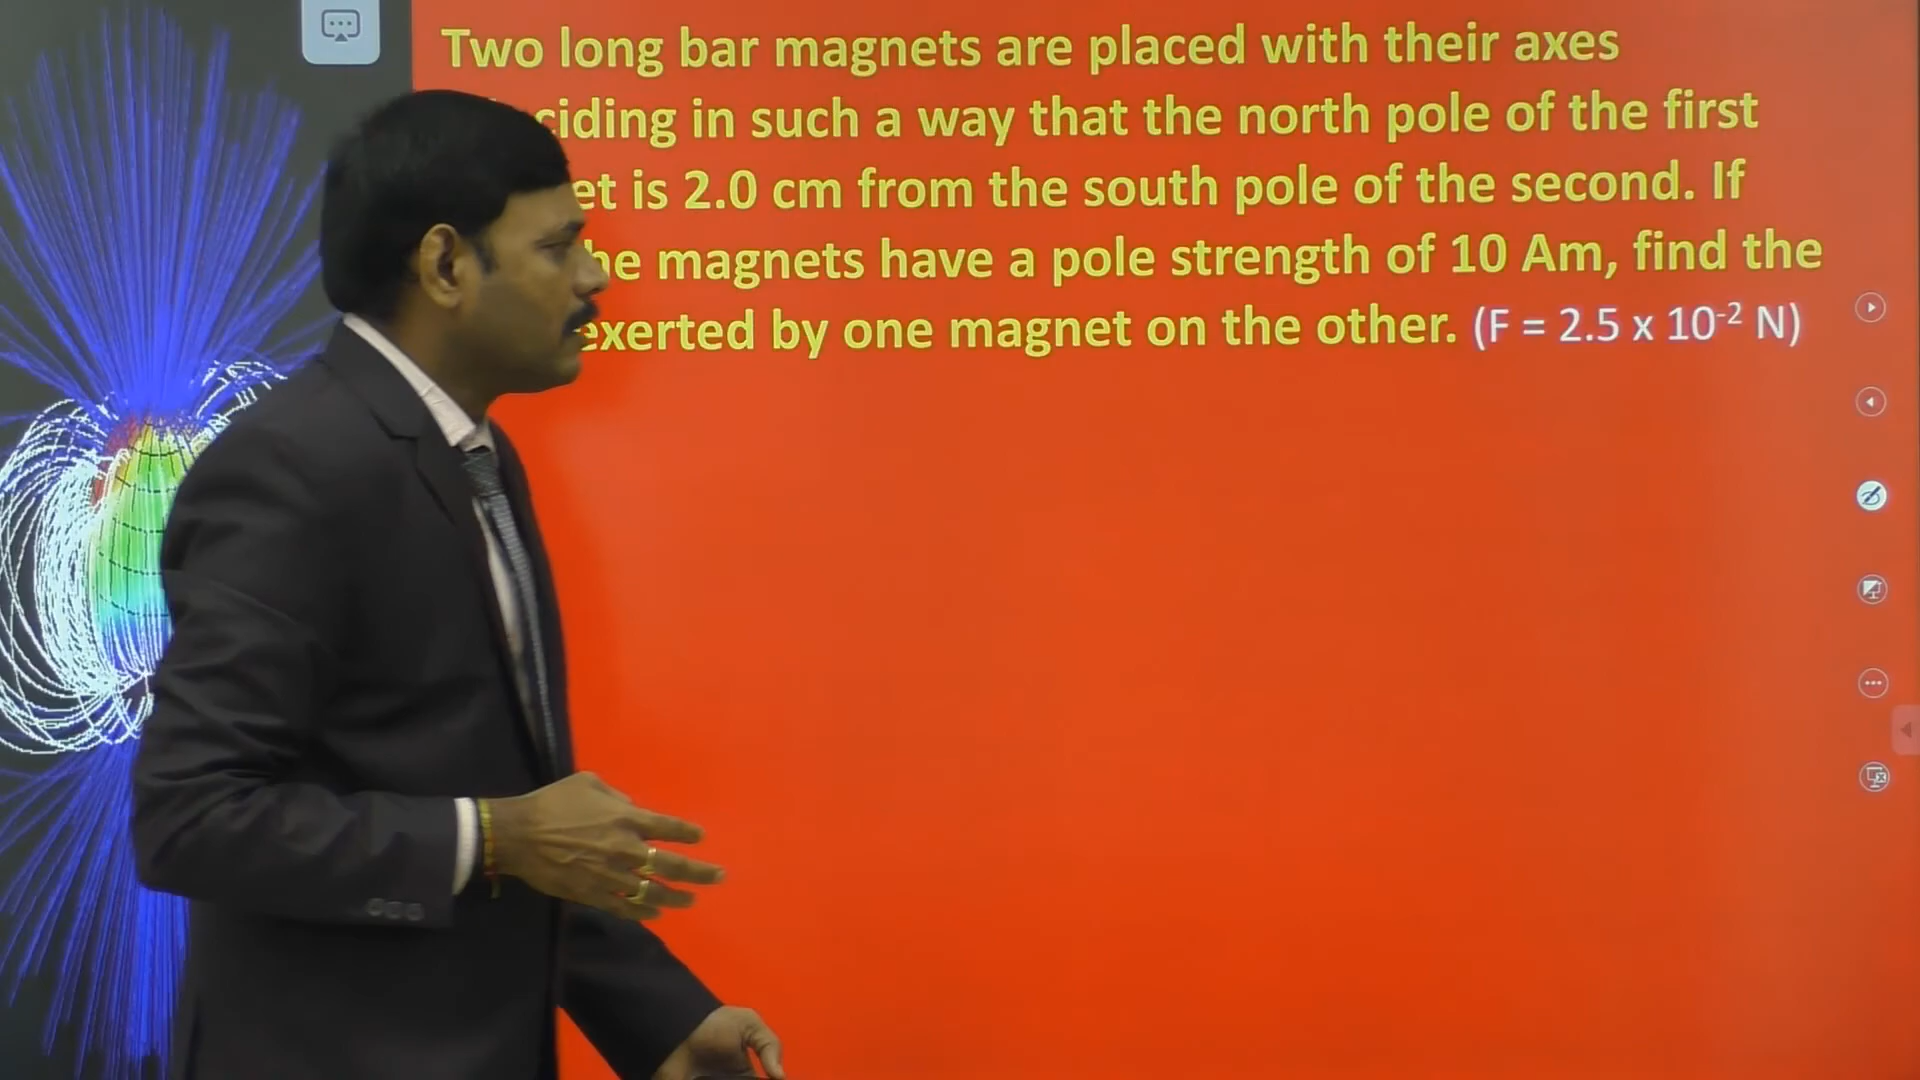 Two long bar magnets are placed with their axes
ciding in such a way that the north pole of the first
et is 2.0 cm from the south pole of the second. If
he magnets have a pole strength of 10 Am, find the
exerted by one magnet on the other. (F = 2.5 x 10⁻² N)